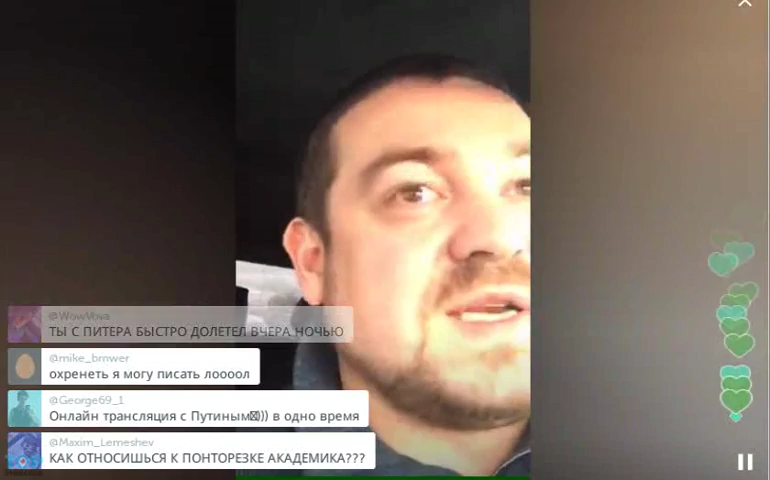 @WowVova
ТЫ С ПИТЕРА БЫСТРО ДОЛЕТЕЛ ВЧЕРА НОЧЬЮ
@mike_brnwer
охренеть я могу писать лоооол
@George69_1
Онлайн трансляция с Путиным))) в одно время
@Maxim_Lemeshev
КАК ОТНОСИШЬСЯ К ПОНТОРЕЗКЕ АКАДЕМИКА???